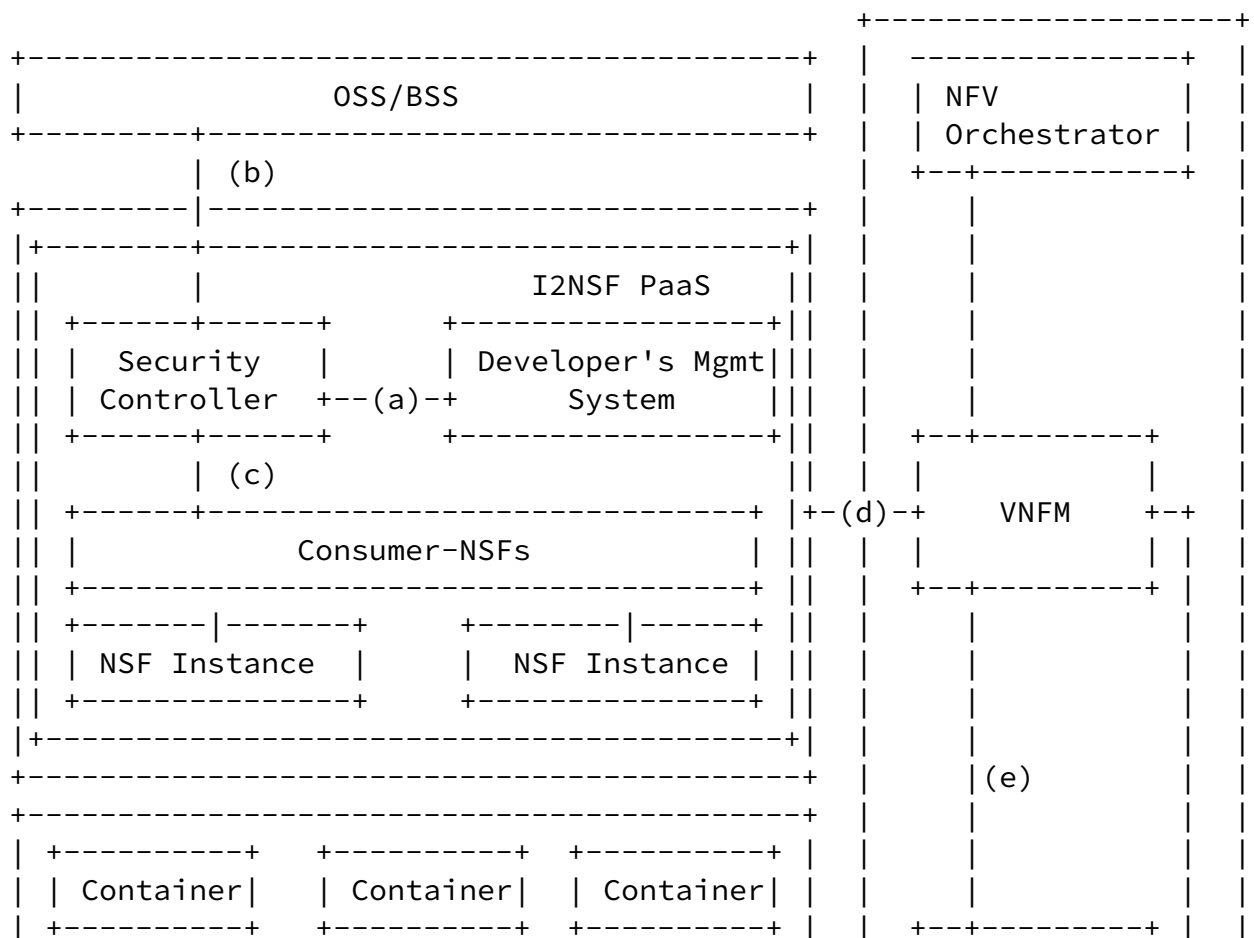 OSS/BSS
NFV
Orchestrator
(b)
I2NSF PaaS
Security
Developer's Mgmt
Controller
(a)
System
(c)
(d)
VNFM
Consumer-NSFs
NSF Instance
NSF Instance
(e)
Container
Container
Container